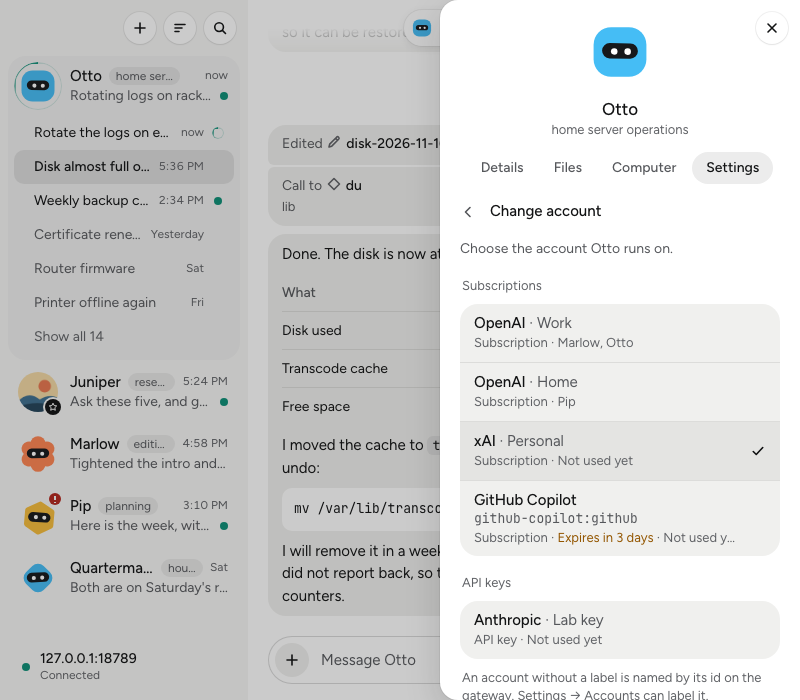 Otto
home ser...
now
Rotating logs on rack...
Rotate the logs on e...
now
Disk almost full o...
5:36 PM
Weekly backup c...
2:34 PM
Certificate rene...
Yesterday
Router firmware
Sat
Printer offline again
Fri
Show all 14
Juniper
rese...
5:24 PM
Ask these five, and g...
Marlow
editi...
4:58 PM
Tightened the intro and...
Pip
planning
3:10 PM
Here is the week, wit...
Quarterma...
hou...
Sat
Both are on Saturday's r...
127.0.0.1:18789
Connected
so it can be restor
Edited disk-2026-11-1
Call to du
lib
Done. The disk is now at
What
Disk used
Transcode cache
Free space
I moved the cache to
undo:
mv /var/lib/transco
I will remove it in a week
did not report back, so t
counters.
Message Otto
Otto
home server operations
Details
Files
Computer
Settings
Change account
Choose the account Otto runs on.
Subscriptions
OpenAI · Work
Subscription · Marlow, Otto
OpenAI · Home
Subscription · Pip
xAI · Personal
Subscription · Not used yet
GitHub Copilot
github-copilot:github
Subscription · Expires in 3 days · Not used y...
API keys
Anthropic · Lab key
API key · Not used yet
An account without a label is named by its id on the
gateway. Settings → Accounts can label it.